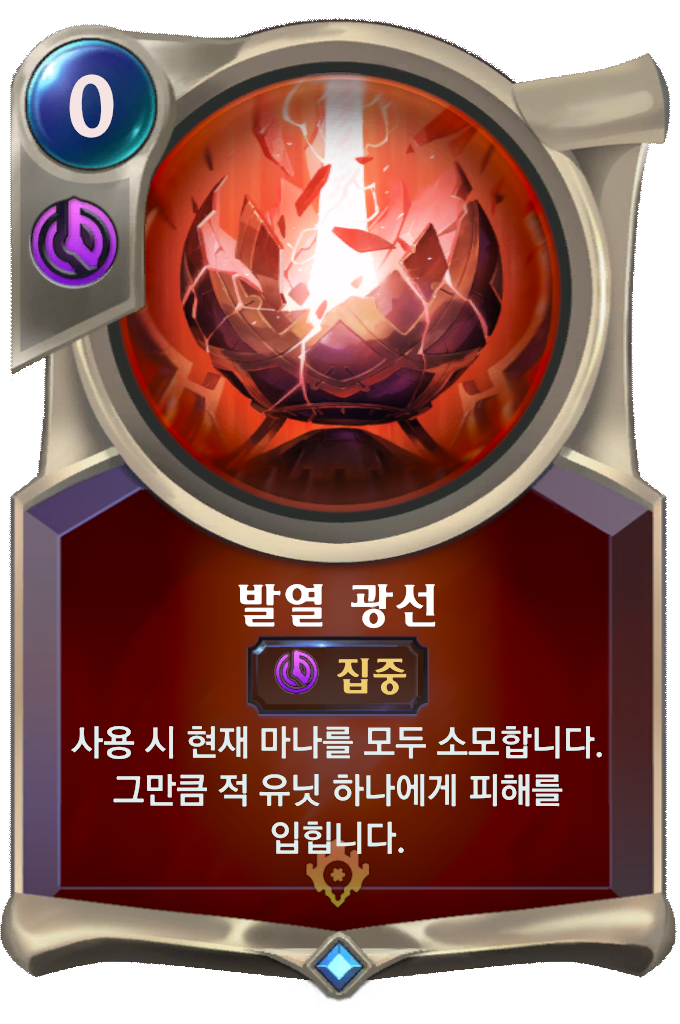 0
발열 광선
집중
사용 시 현재 마나를 모두 소모합니다.
그만큼 적 유닛 하나에게 피해를
입힙니다.